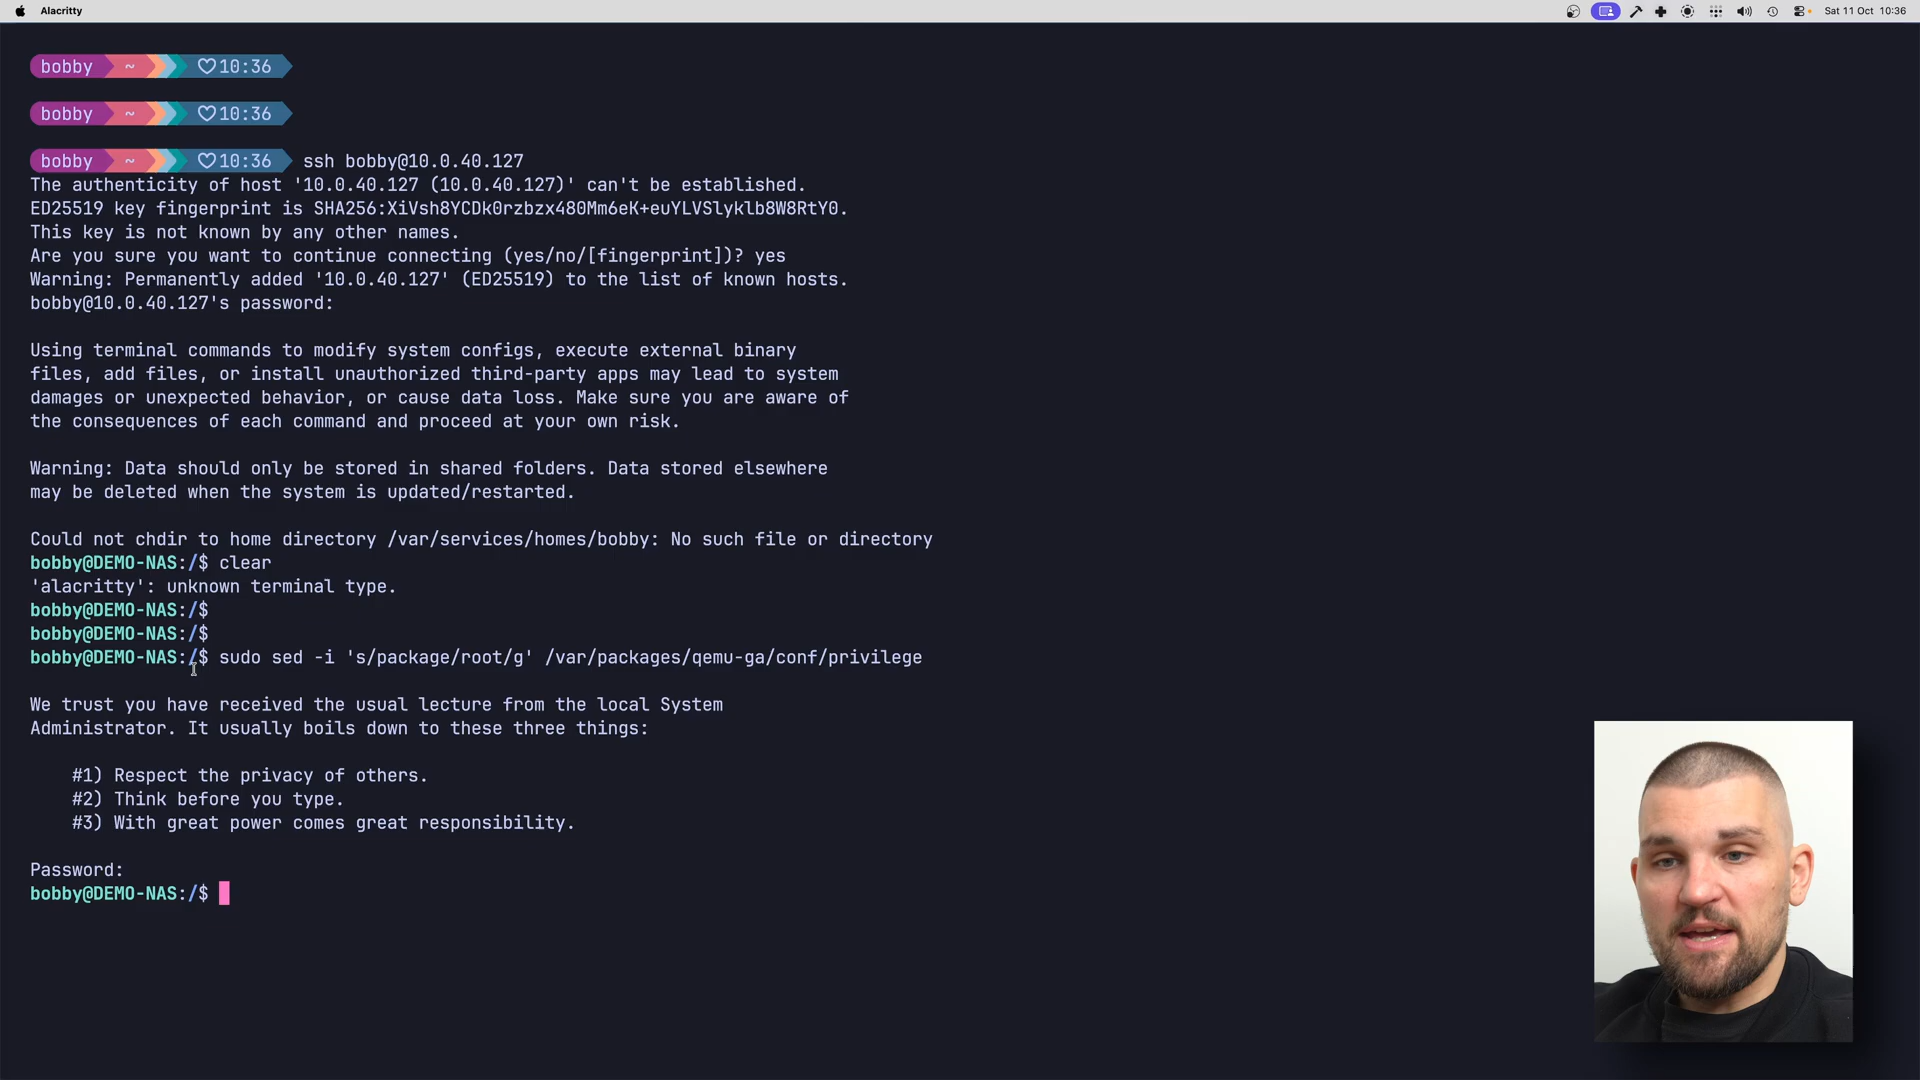 Alacritty
Sat 11 Oct 10:36
bobby ~ ♡10:36
bobby ~ ♡10:36
bobby ~ ♡10:36 ssh bobby@10.0.40.127
The authenticity of host '10.0.40.127 (10.0.40.127)' can't be established.
ED25519 key fingerprint is SHA256:XiVsh8YCDk0rzbzx480Mm6eK+euYLVSlyklb8W8RtY0.
This key is not known by any other names.
Are you sure you want to continue connecting (yes/no/[fingerprint])? yes
Warning: Permanently added '10.0.40.127' (ED25519) to the list of known hosts.
bobby@10.0.40.127's password:
Using terminal commands to modify system configs, execute external binary
files, add files, or install unauthorized third-party apps may lead to system
damages or unexpected behavior, or cause data loss. Make sure you are aware of
the consequences of each command and proceed at your own risk.
Warning: Data should only be stored in shared folders. Data stored elsewhere
may be deleted when the system is updated/restarted.
Could not chdir to home directory /var/services/homes/bobby: No such file or directory
bobby@DEMO-NAS:/$ clear
'alacritty': unknown terminal type.
bobby@DEMO-NAS:/$
bobby@DEMO-NAS:/$
bobby@DEMO-NAS:/$ sudo sed -i 's/package/root/g' /var/packages/qemu-ga/conf/privilege
We trust you have received the usual lecture from the local System
Administrator. It usually boils down to these three things:
#1) Respect the privacy of others.
#2) Think before you type.
#3) With great power comes great responsibility.
Password:
bobby@DEMO-NAS:/$